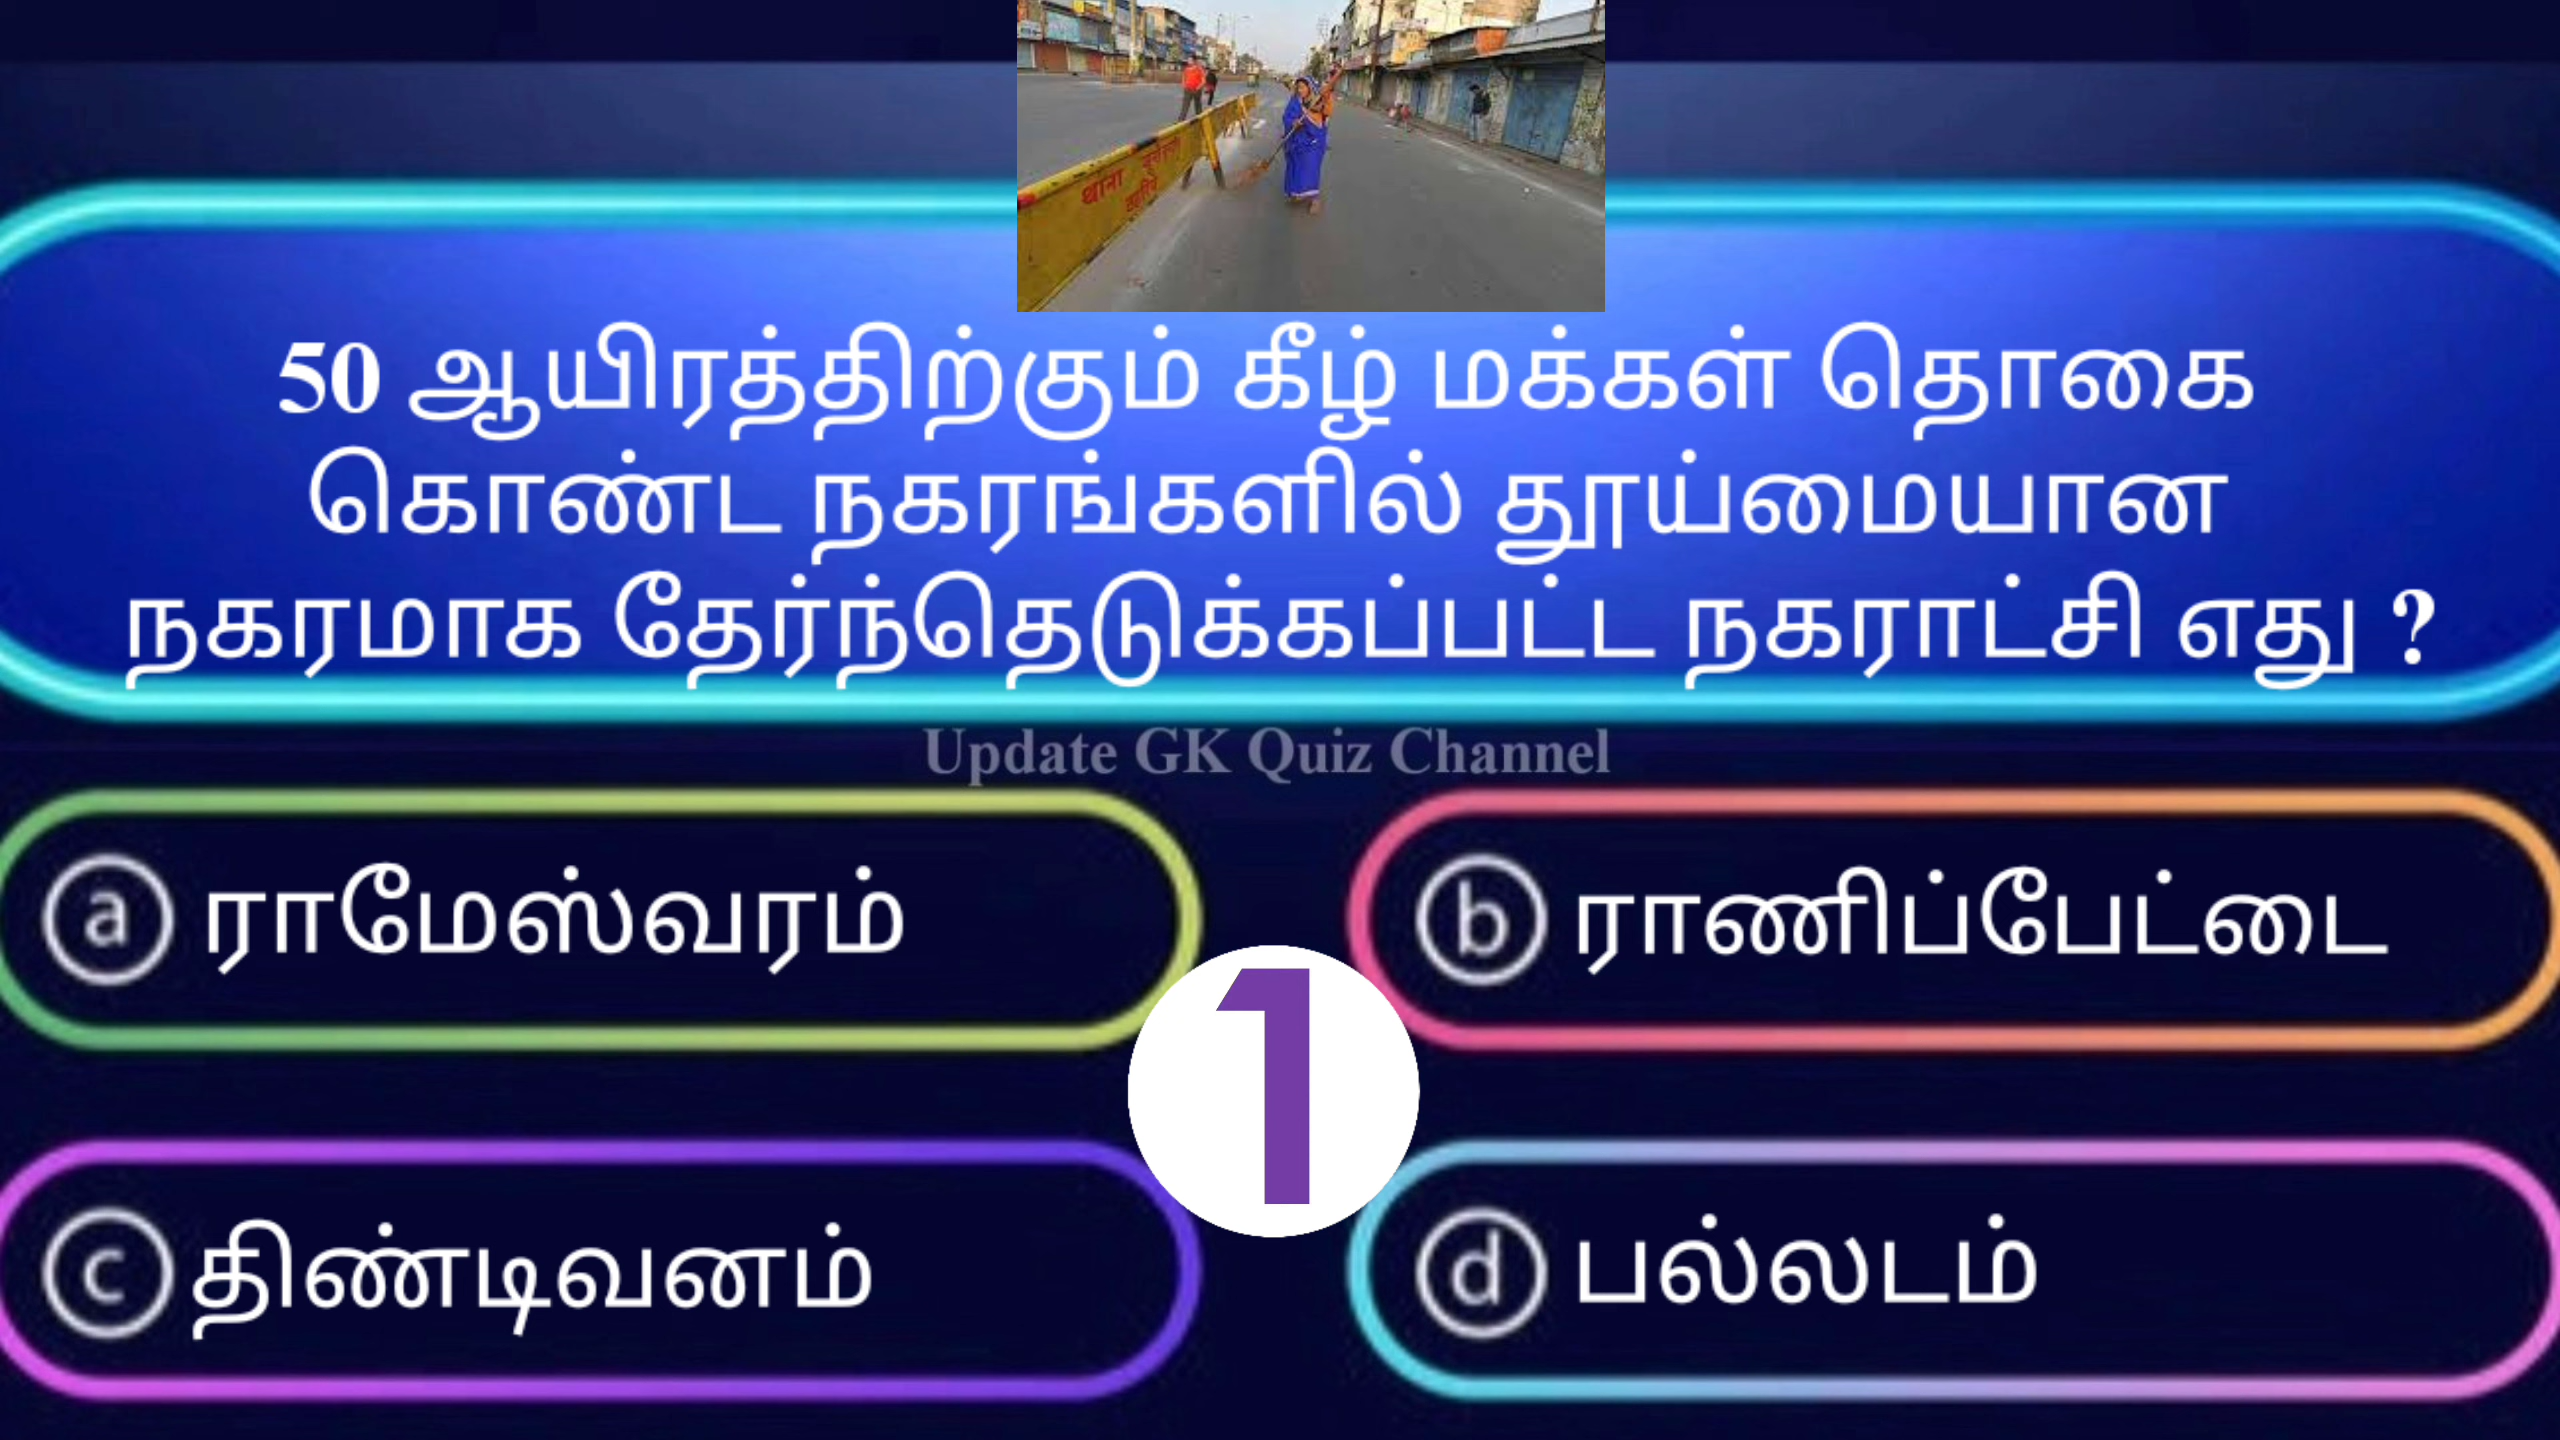 थाना
50 ஆயிரத்திற்கும் கீழ் மக்கள் தொகை
கொண்ட நகரங்களில் தூய்மையான
நகரமாக தேர்ந்தெடுக்கப்பட்ட நகராட்சி எது ?
Update GK Quiz Channel
a ராமேஸ்வரம்
b ராணிப்பேட்டை
1
c திண்டிவனம்
d பல்லடம்